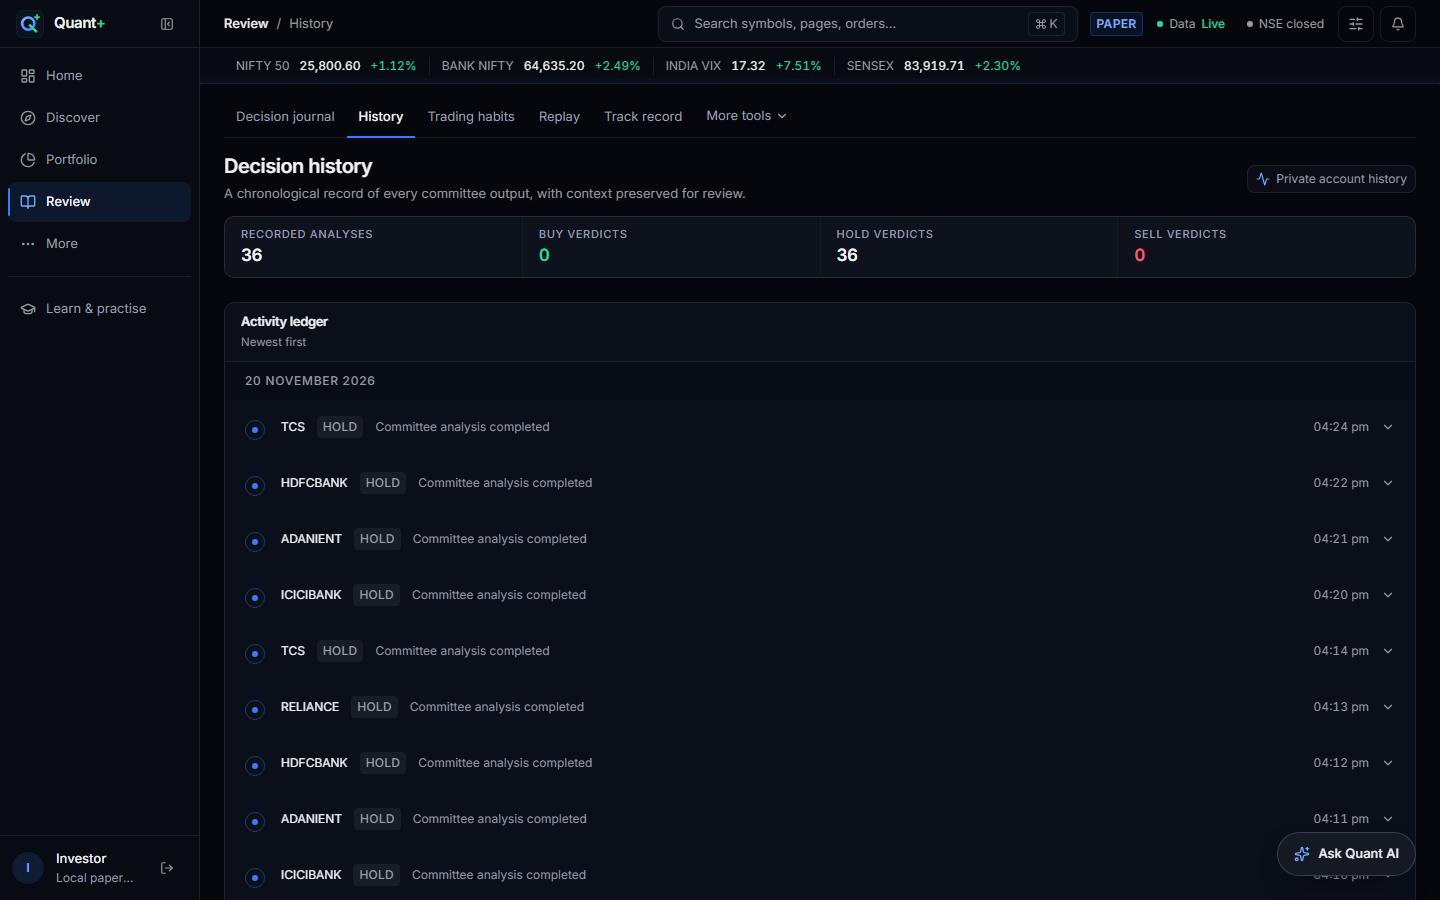 Quant+
Review / History
Search symbols, pages, orders...
⌘ K
PAPER
Data Live
NSE closed
Home
Discover
Portfolio
Review
More
Learn & practise
NIFTY 50 25,800.60 +1.12%
BANK NIFTY 64,635.20 +2.49%
INDIA VIX 17.32 +7.51%
SENSEX 83,919.71 +2.30%
Decision journal
History
Trading habits
Replay
Track record
More tools
Decision history
A chronological record of every committee output, with context preserved for review.
Private account history
RECORDED ANALYSES
36
BUY VERDICTS
0
HOLD VERDICTS
36
SELL VERDICTS
0
Activity ledger
Newest first
20 NOVEMBER 2026
TCS HOLD Committee analysis completed 04:24 pm
HDFCBANK HOLD Committee analysis completed 04:22 pm
ADANIENT HOLD Committee analysis completed 04:21 pm
ICICIBANK HOLD Committee analysis completed 04:20 pm
TCS HOLD Committee analysis completed 04:14 pm
RELIANCE HOLD Committee analysis completed 04:13 pm
HDFCBANK HOLD Committee analysis completed 04:12 pm
ADANIENT HOLD Committee analysis completed 04:11 pm
ICICIBANK HOLD Committee analysis completed
Ask Quant AI
I
Investor
Local paper...